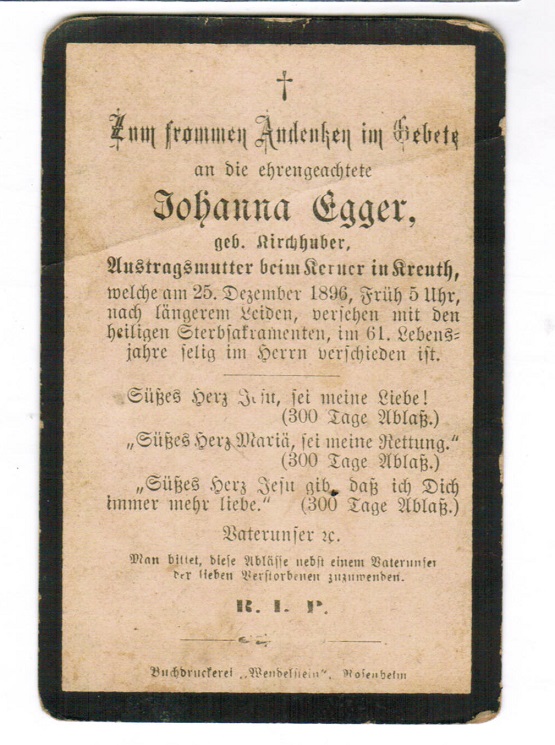 Zum frommen Andenken im Gebete
an die ehrengeachtete
Johanna Egger,
geb. Kirchhuber,
Austragsmutter beim Kerner in Kreuth,
welche am 25. Dezember 1896, Früh 5 Uhr,
nach längerem Leiden, versehen mit den
heiligen Sterbsakramenten, im 61. Lebens-
jahre selig im Herrn verschieden ist.
Süßes Herz Jesu, sei meine Liebe!
(300 Tage Ablaß.)
„Süßes Herz Mariä, sei meine Rettung.“
(300 Tage Ablaß.)
„Süßes Herz Jesu gib, daß ich Dich
immer mehr liebe.“ (300 Tage Ablaß.)
Vaterunser ꝛc.
Man bittet, diese Ablässe nebst einem Vaterunser
der lieben Verstorbenen zuzuwenden.
R. I. P.
Buchdruckerei „Wendelstein“, Rosenheim